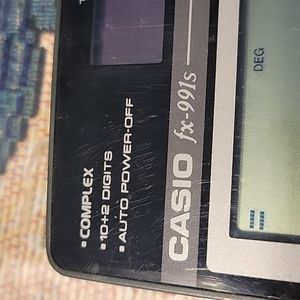 • COMPLEX
• 10+2 DIGITS
• AUTO POWER-OFF
CASIO fx-991s
DEG